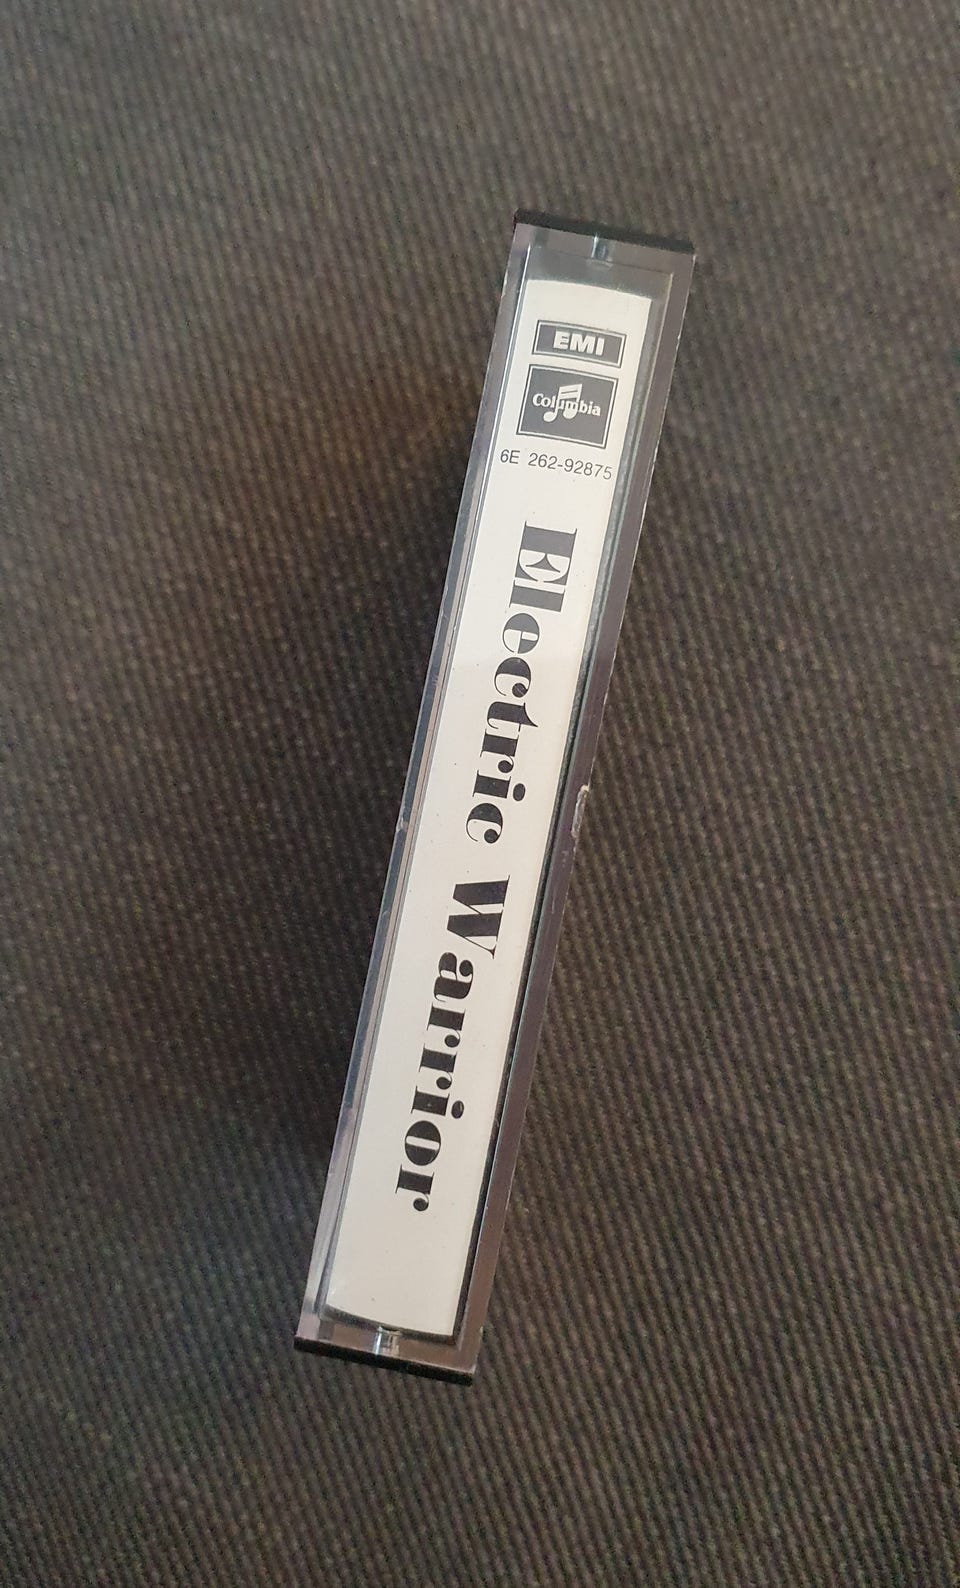 EMI
Columbia
6E 262-92875
Electric Warrior